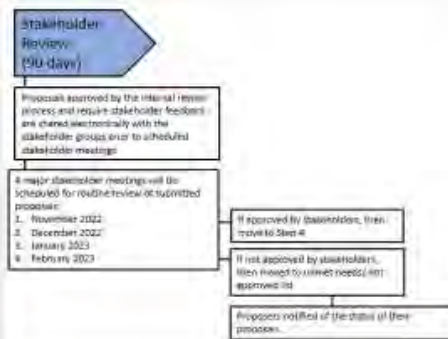 Stakeholder
Review
(90-days)
Proposals approved by the internal review
process and require stakeholder feedback
are shared electronically with the
stakeholder groups prior to scheduled
stakeholder meetings
4 major stakeholder meetings will be
scheduled for routine review of submitted
proposals:
1. November 2022
2. December 2022
3. January 2023
4. February 2023
If approved by stakeholders, then
move to Step 4
If not approved by stakeholders,
then moved to unmet needs/ not
approved list
Proposers notified of the status of their
proposal.